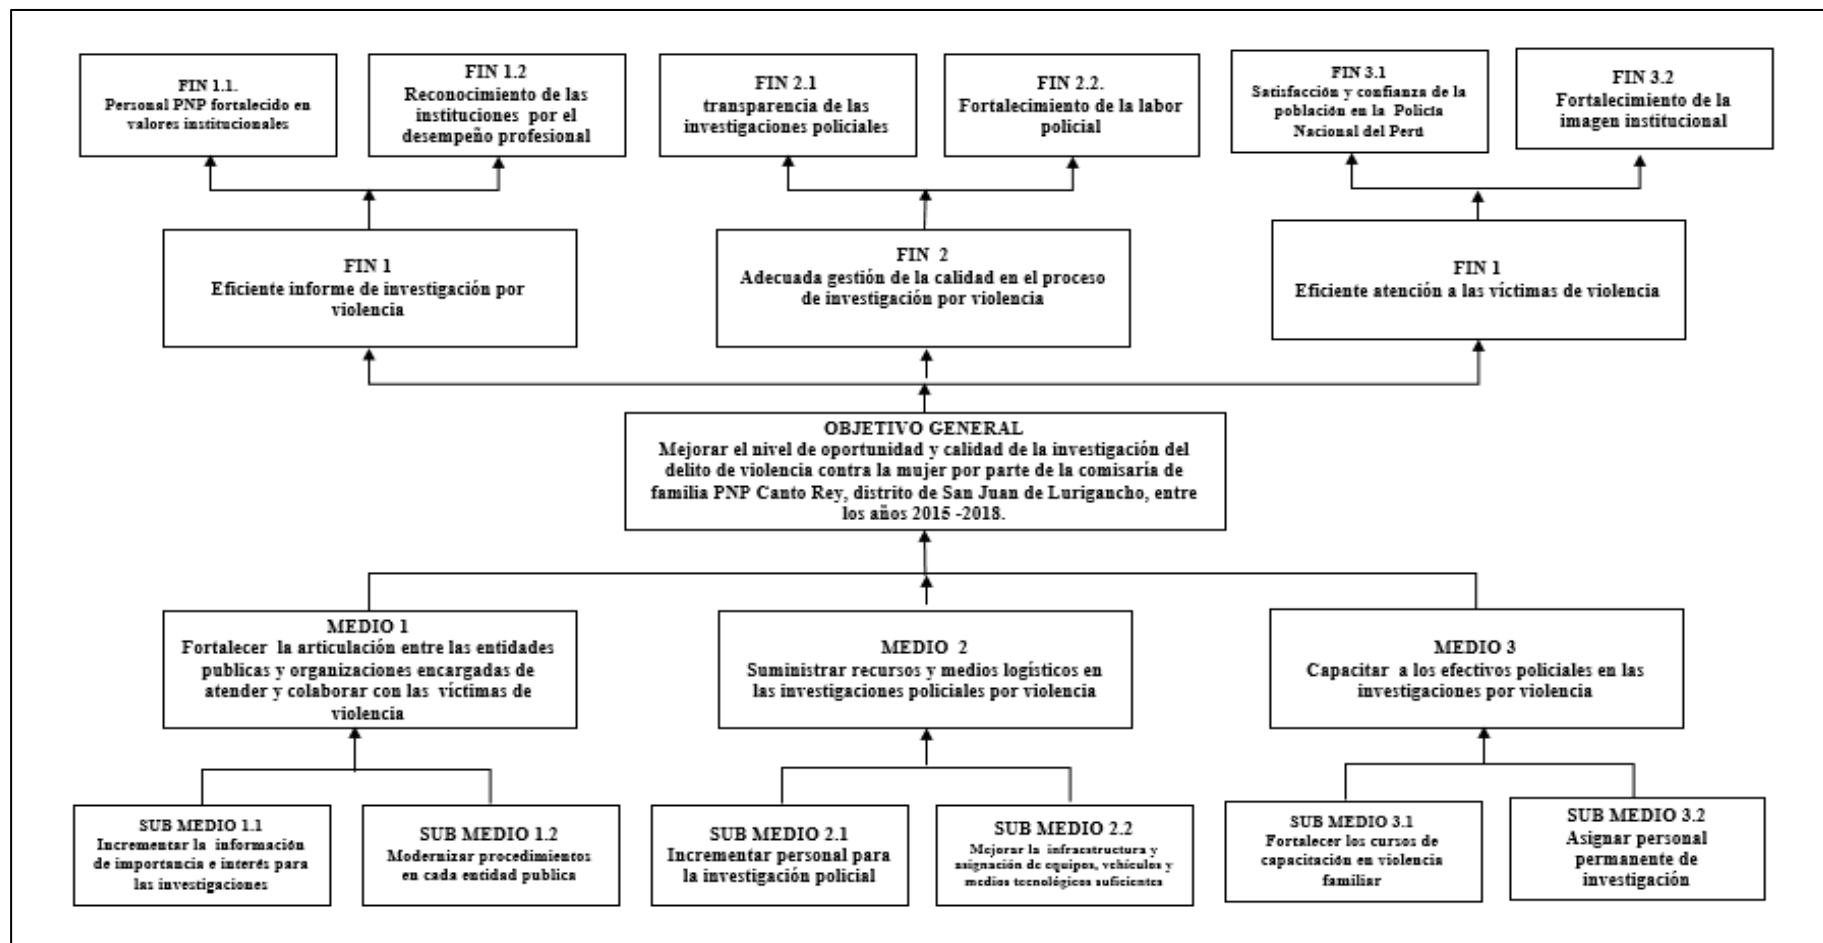 FIN 1.1.
Personal PNP fortalecido en
valores institucionales
FIN 1.2
Reconocimiento de las
instituciones por el
desempeño profesional
FIN 2.1
transparencia de las
investigaciones policiales
FIN 2.2.
Fortalecimiento de la labor
policial
FIN 3.1
Satisfacción y confianza de la
población en la Policía
Nacional del Perú
FIN 3.2
Fortalecimiento de la
imagen institucional
FIN 1
Eficiente informe de investigación por
violencia
FIN 2
Adecuada gestión de la calidad en el proceso
de investigación por violencia
FIN 1
Eficiente atención a las víctimas de violencia
OBJETIVO GENERAL
Mejorar el nivel de oportunidad y calidad de la investigación del
delito de violencia contra la mujer por parte de la comisaría de
familia PNP Canto Rey, distrito de San Juan de Lurigancho, entre
los años 2015 -2018.
MEDIO 1
Fortalecer la articulación entre las entidades
publicas y organizaciones encargadas de
atender y colaborar con las víctimas de
violencia
MEDIO 2
Suministrar recursos y medios logísticos en
las investigaciones policiales por violencia
MEDIO 3
Capacitar a los efectivos policiales en las
investigaciones por violencia
SUB MEDIO 1.1
Incrementar la información
de importancia e interés para
las investigaciones
SUB MEDIO 1.2
Modernizar procedimientos
en cada entidad publica
SUB MEDIO 2.1
Incrementar personal para
la investigación policial
SUB MEDIO 2.2
Mejorar la infraestructura y
asignación de equipos, vehículos y
medios tecnológicos suficientes
SUB MEDIO 3.1
Fortalecer los cursos de
capacitación en violencia
familiar
SUB MEDIO 3.2
Asignar personal
permanente de
investigación